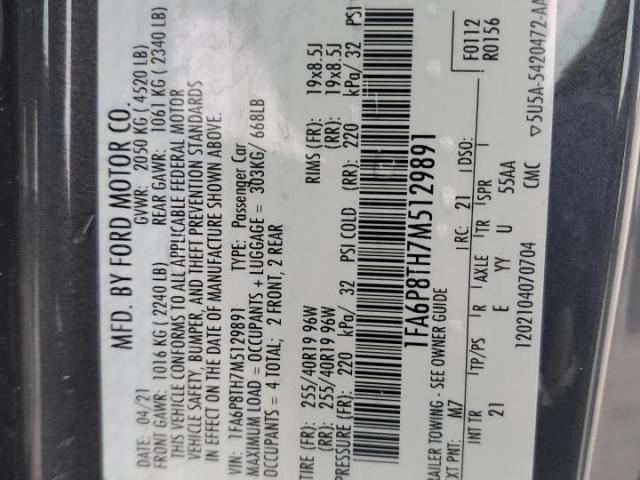 MFD. BY FORD MOTOR CO.
DATE: 04/21 GVWR: 2050 KG ( 4520 LB)
FRONT GAWR: 1016 KG ( 2240 LB) REAR GAWR: 1061 KG ( 2340 LB)
THIS VEHICLE CONFORMS TO ALL APPLICABLE FEDERAL MOTOR
VEHICLE SAFETY, BUMPER, AND THEFT PREVENTION STANDARDS
IN EFFECT ON THE DATE OF MANUFACTURE SHOWN ABOVE.
VIN: 1FA6P8TH7M5129891 TYPE: Passenger Car
MAXIMUM LOAD = OCCUPANTS + LUGGAGE = 303KG/ 668LB
OCCUPANTS = 4 TOTAL; 2 FRONT, 2 REAR
TIRE (FR): 255/40R19 96W RIMS (FR): 19x8.5J
(RR): 255/40R19 96W (RR): 19x8.5J
PRESSURE (FR): 220 kPa/ 32 PSI COLD (RR): 220 kPa/ 32 PSI
1FA6P8TH7M5129891
RAILER TOWING - SEE OWNER GUIDE
EXT PNT: M7 RC: 21 DSO: F0112
R0156
INT TR TP/PS R AXLE TR SPR
21 E YY U 55AA
1202104070704 CMC ▽5U5A-5420472-AA